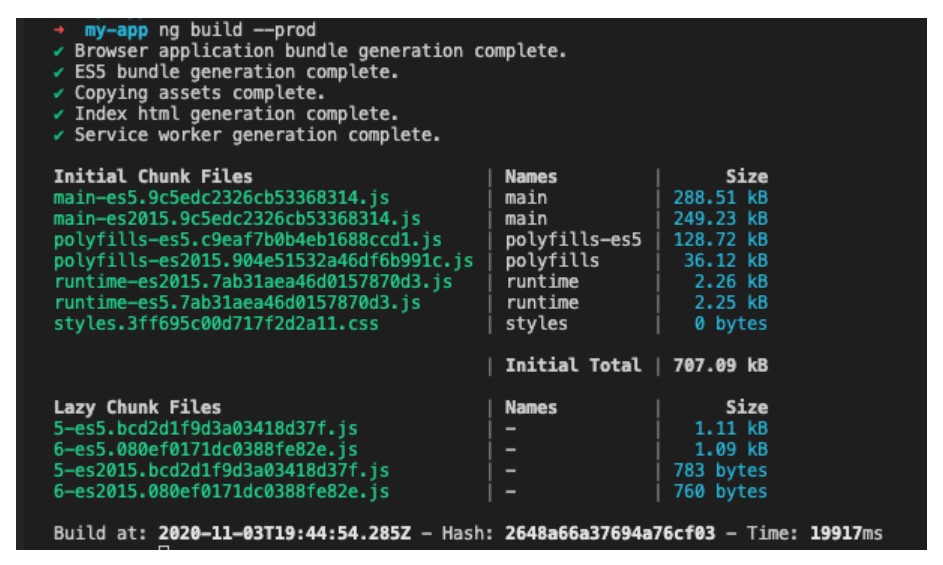 → my-app ng build --prod
✔ Browser application bundle generation complete.
✔ ES5 bundle generation complete.
✔ Copying assets complete.
✔ Index html generation complete.
✔ Service worker generation complete.
Initial Chunk Files | Names | Size
main-es5.9c5edc2326cb53368314.js | main | 288.51 kB
main-es2015.9c5edc2326cb53368314.js | main | 249.23 kB
polyfills-es5.c9eaf7b0b4eb1688ccd1.js | polyfills-es5 | 128.72 kB
polyfills-es2015.904e51532a46df6b991c.js | polyfills | 36.12 kB
runtime-es2015.7ab31aea46d0157870d3.js | runtime | 2.26 kB
runtime-es5.7ab31aea46d0157870d3.js | runtime | 2.25 kB
styles.3ff695c00d717f2d2a11.css | styles | 0 bytes
| Initial Total | 707.09 kB
Lazy Chunk Files | Names | Size
5-es5.bcd2d1f9d3a03418d37f.js | - | 1.11 kB
6-es5.080ef0171dc0388fe82e.js | - | 1.09 kB
5-es2015.bcd2d1f9d3a03418d37f.js | - | 783 bytes
6-es2015.080ef0171dc0388fe82e.js | - | 760 bytes
Build at: 2020-11-03T19:44:54.285Z - Hash: 2648a66a37694a76cf03 - Time: 19917ms